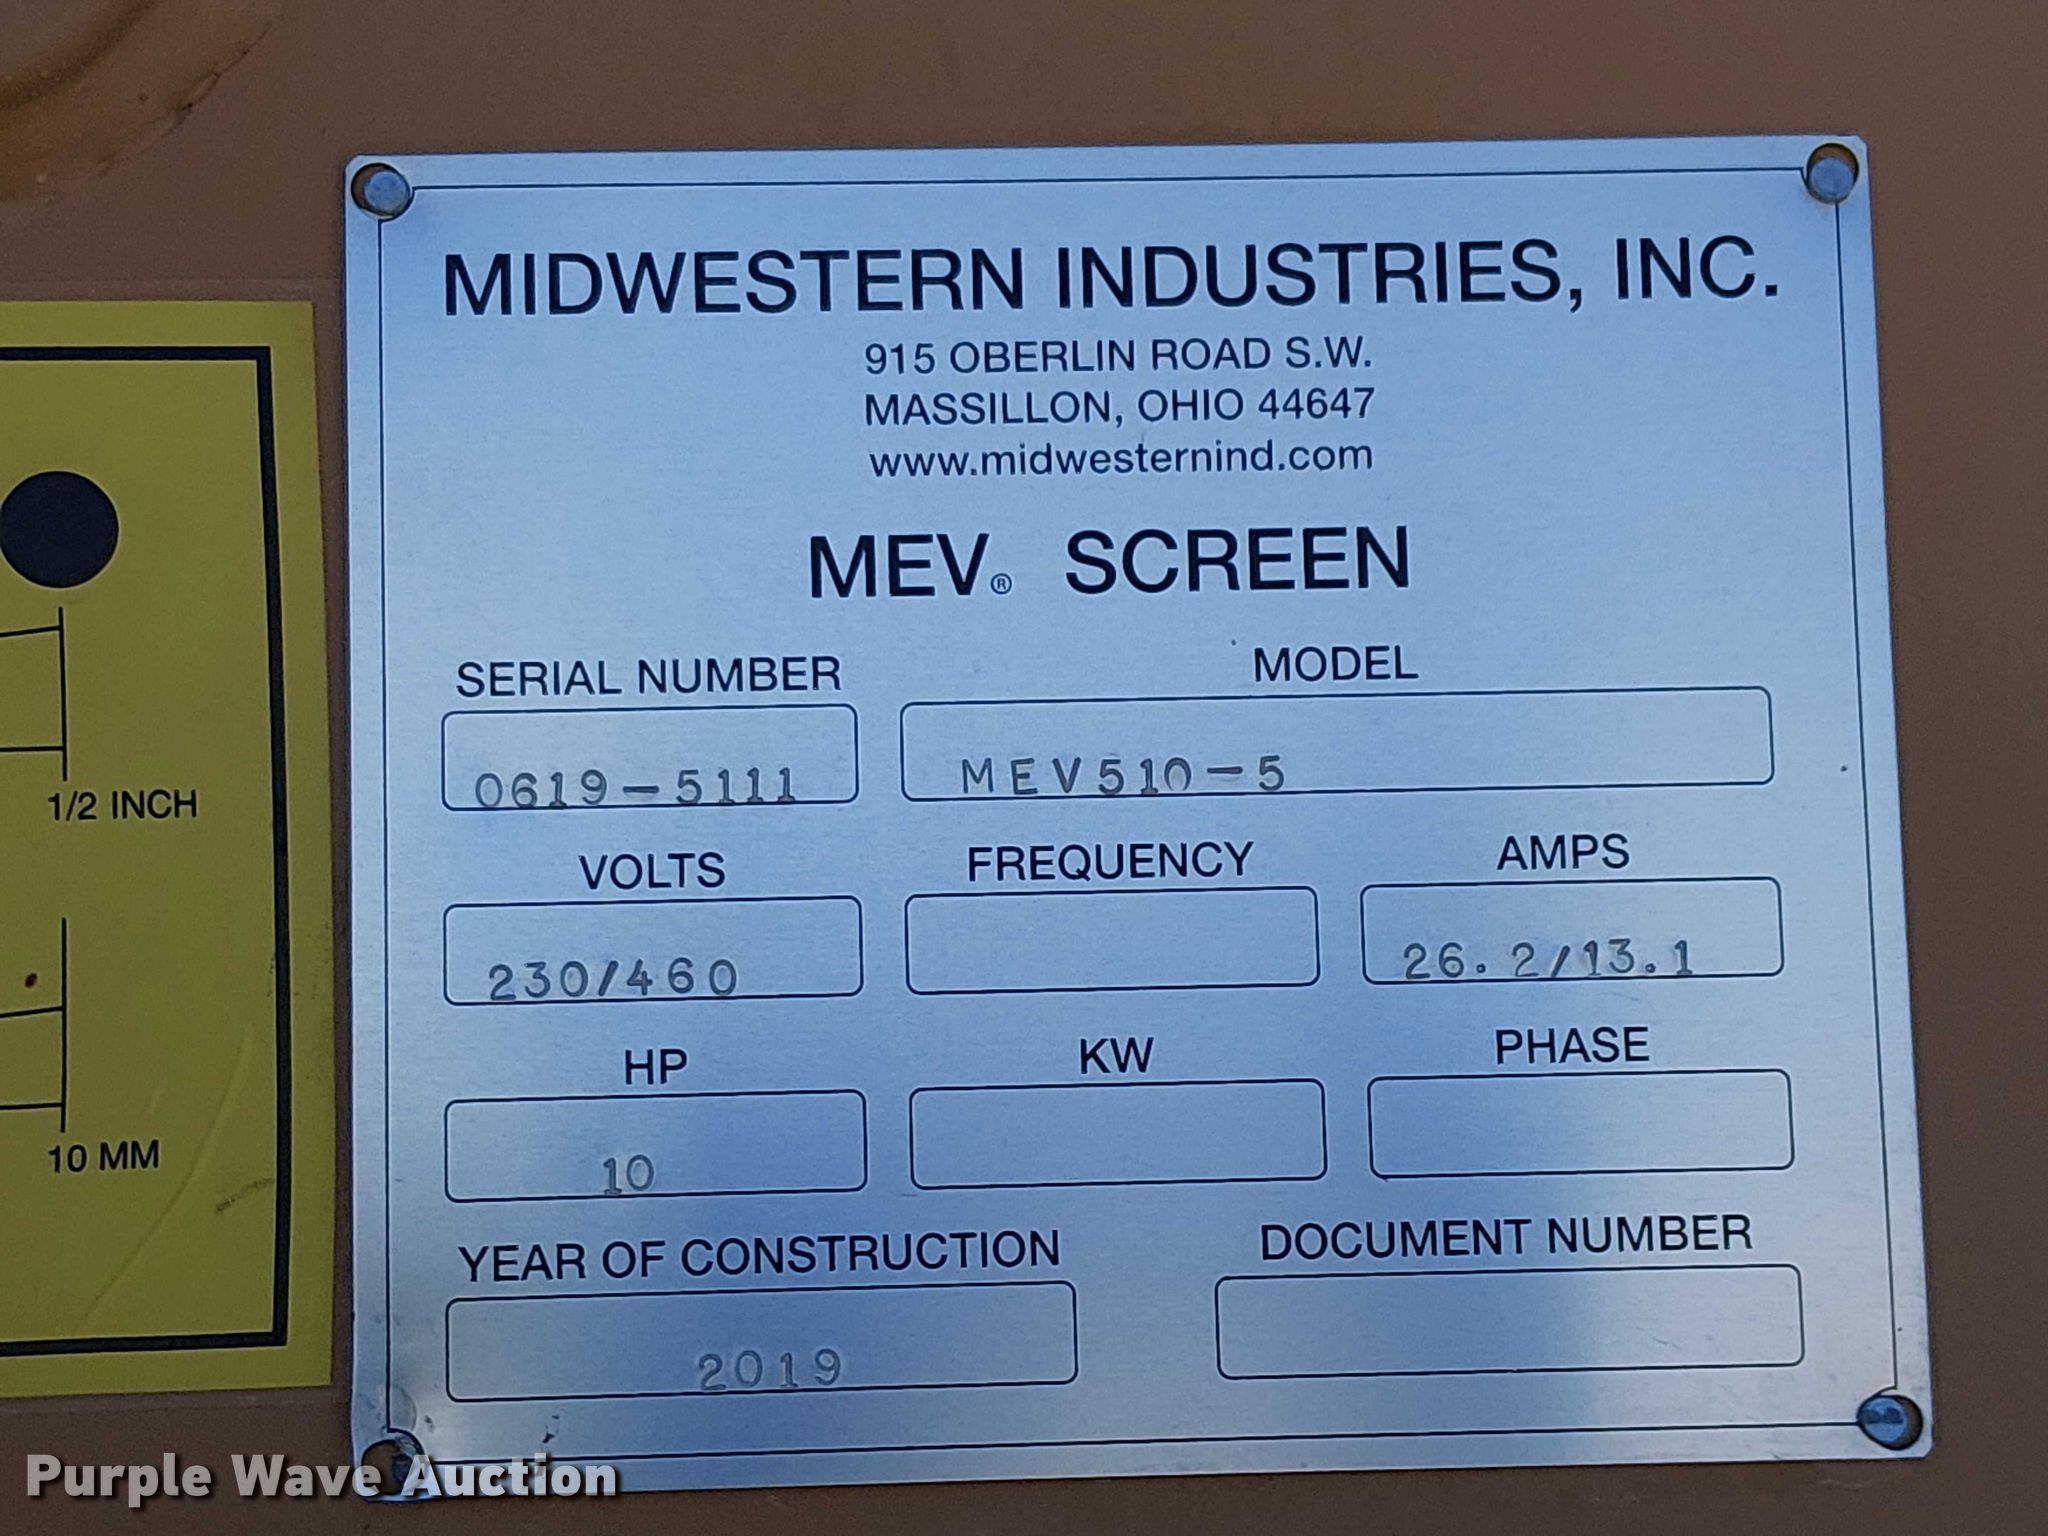 MIDWESTERN INDUSTRIES, INC.
915 OBERLIN ROAD S.W.
MASSILLON, OHIO 44647
www.midwesternind.com
MEV® SCREEN
SERIAL NUMBER MODEL
0619-5111 MEV510-5
VOLTS FREQUENCY AMPS
230/460 26.2/13.1
HP KW PHASE
10
YEAR OF CONSTRUCTION DOCUMENT NUMBER
2019
1/2 INCH
10 MM
Purple Wave Auction